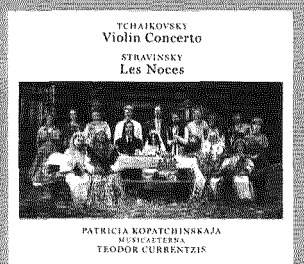 TCHAIKOVSKY
Violin Concerto
STRAVINSKY
Les Noces
PATRICIA KOPATCHINSKAJA
MUSICAETERNA
TEODOR CURRENTZIS